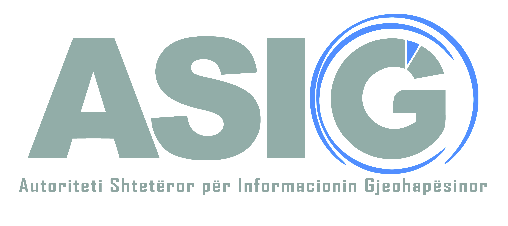 ASIG
Autoriteti Shtetëror për Informacionin Gjeohapësinor